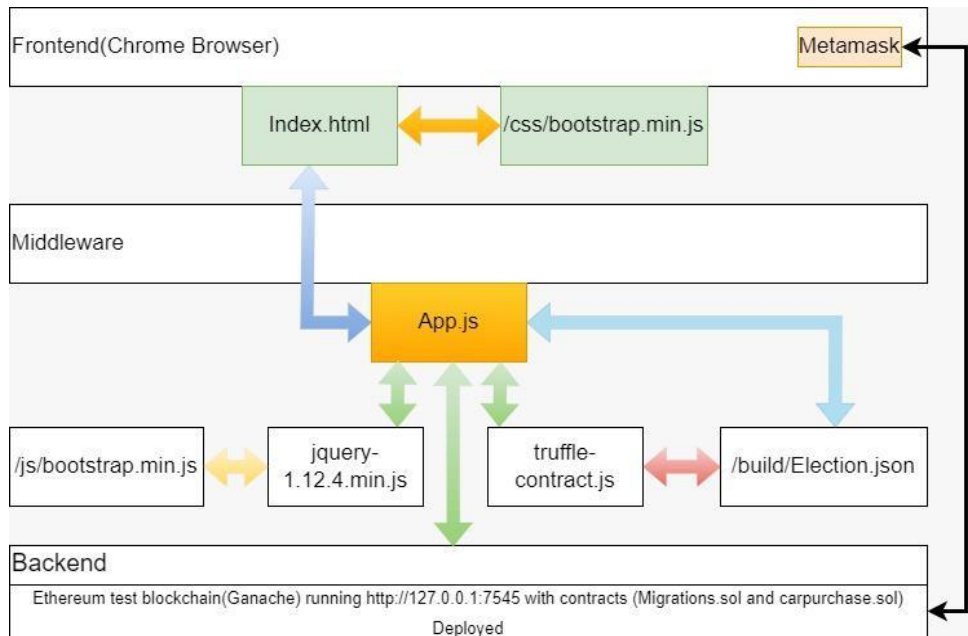 Frontend(Chrome Browser)
Metamask
Index.html
/css/bootstrap.min.js
Middleware
App.js
/js/bootstrap.min.js
jquery-
1.12.4.min.js
truffle-
contract.js
/build/Election.json
Backend
Ethereum test blockchain(Ganache) running http://127.0.0.1:7545 with contracts (Migrations.sol and carpurchase.sol)
Deployed